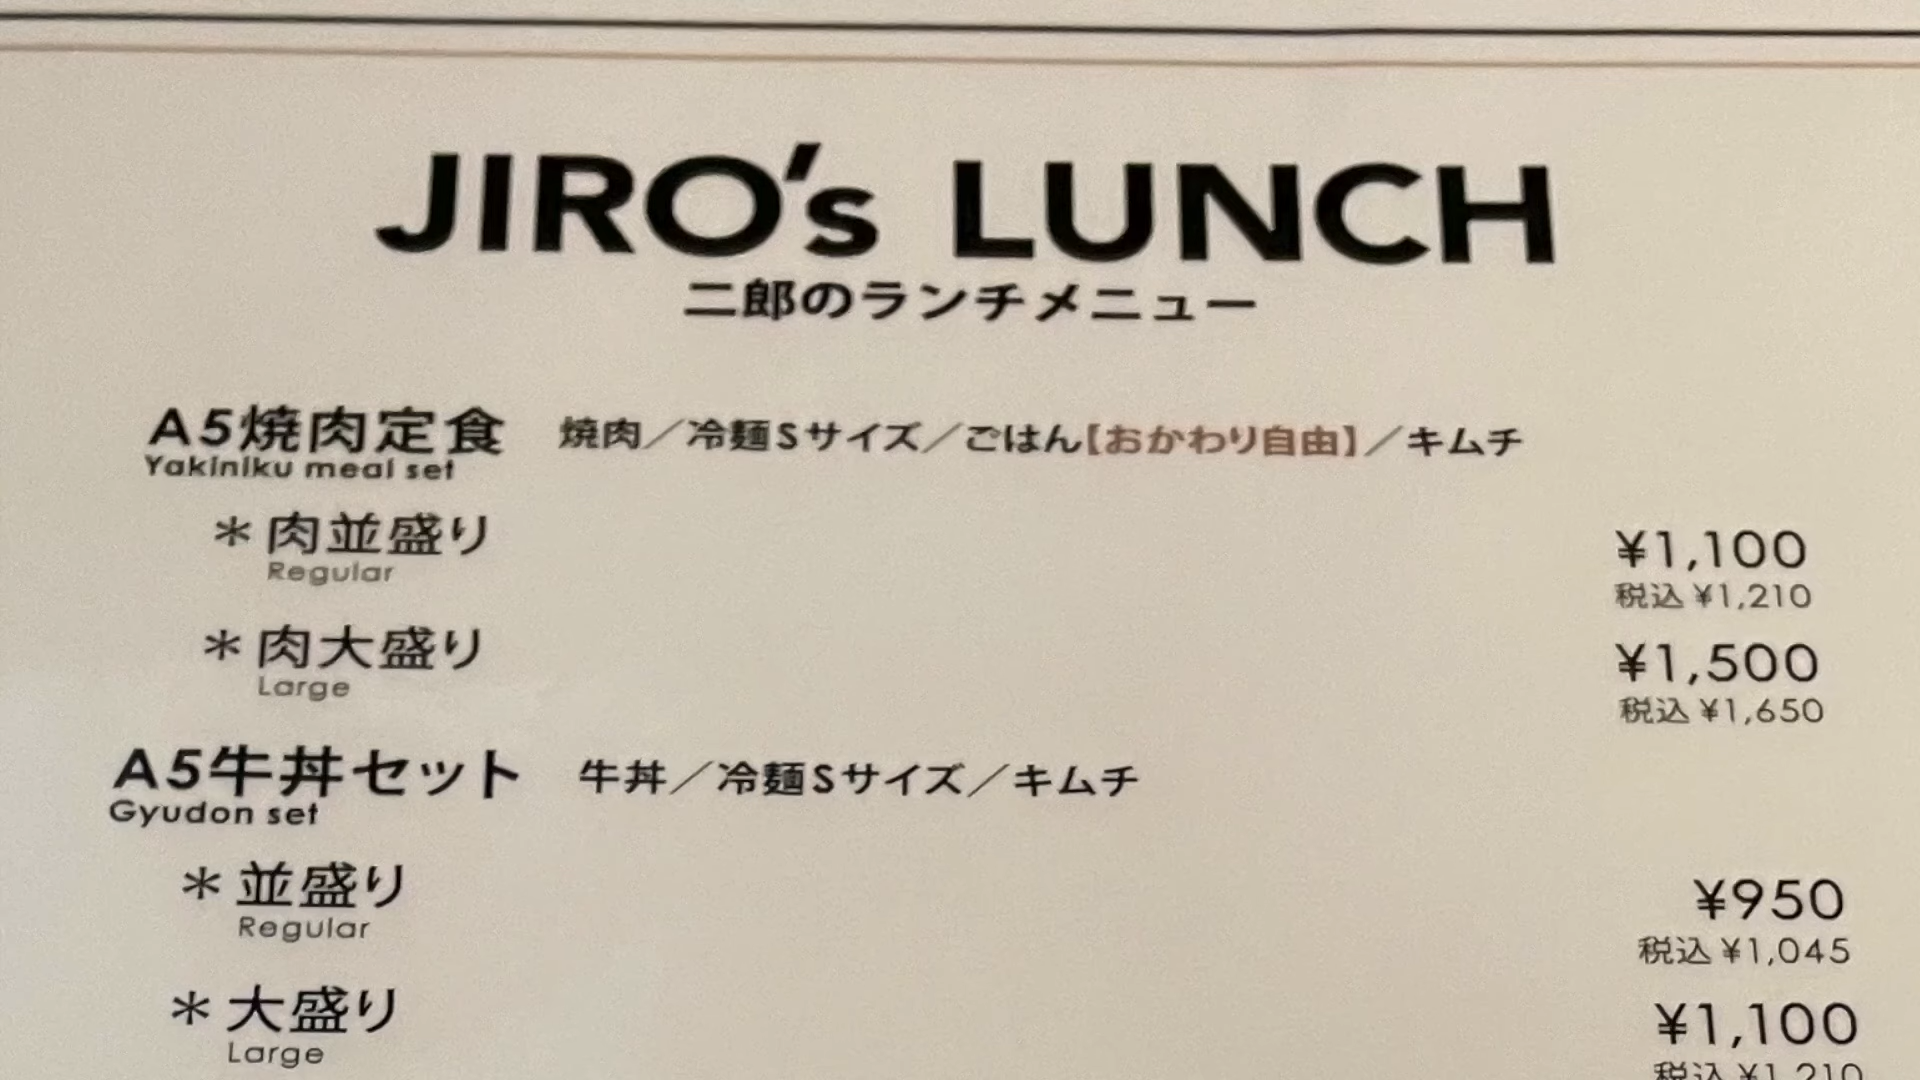 JIRO's LUNCH
二郎のランチメニュー
A5焼肉定食 焼肉／冷麺Sサイズ／ごはん【おかわり自由】／キムチ
Yakiniku meal set
＊肉並盛り ¥1,100
Regular 税込 ¥1,210
＊肉大盛り ¥1,500
Large 税込 ¥1,650
A5牛丼セット 牛丼／冷麺Sサイズ／キムチ
Gyudon set
＊並盛り ¥950
Regular 税込 ¥1,045
＊大盛り ¥1,100
Large 税込 ¥1,210